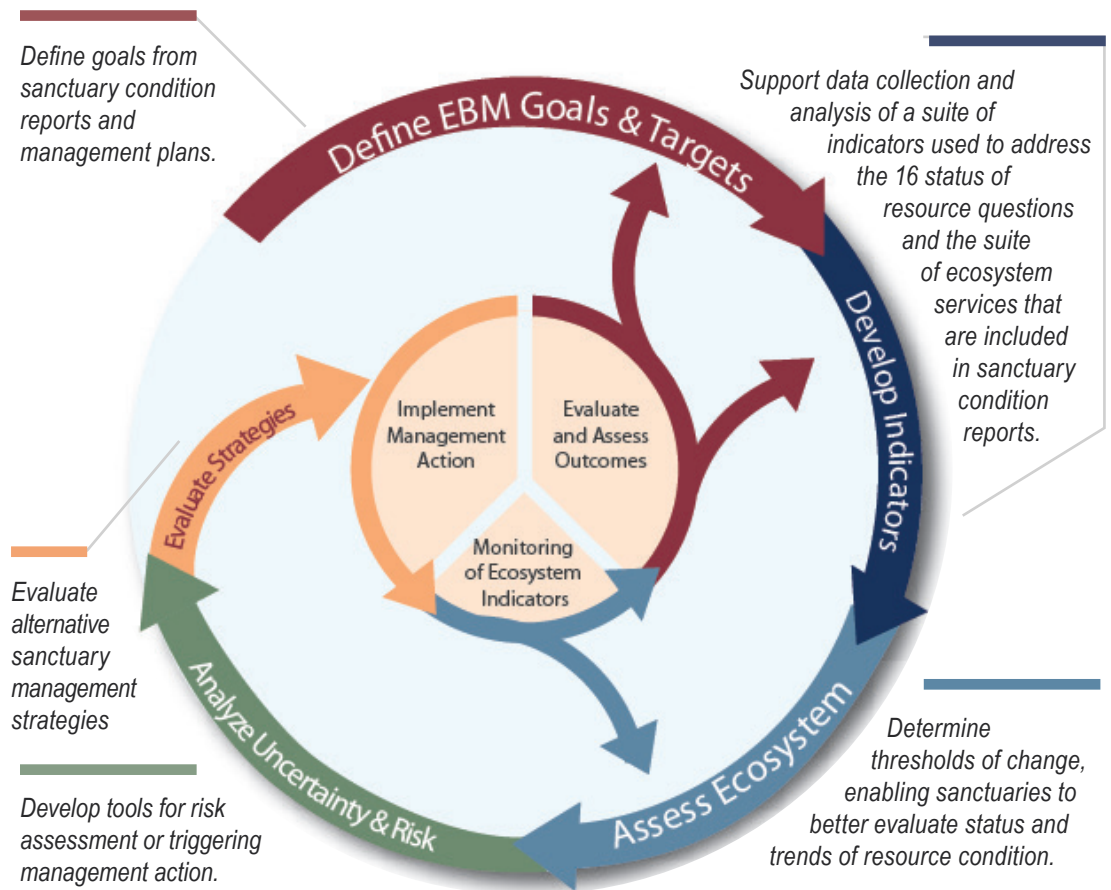 Define goals from
sanctuary condition
reports and
management plans.
Define EBM Goals & Targets
Support data collection and
analysis of a suite of
indicators used to address
the 16 status of
resource questions
and the suite
of ecosystem
services that
are included
in sanctuary
condition
reports.
Develop Indicators
Implement
Management
Action
Evaluate
and Assess
Outcomes
Monitoring
of Ecosystem
Indicators
Evaluate Strategies
Evaluate
alternative
sanctuary
management
strategies
Analyze Uncertainty & Risk
Assess Ecosystem
Develop tools for risk
assessment or triggering
management action.
Determine
thresholds of change,
enabling sanctuaries to
better evaluate status and
trends of resource condition.